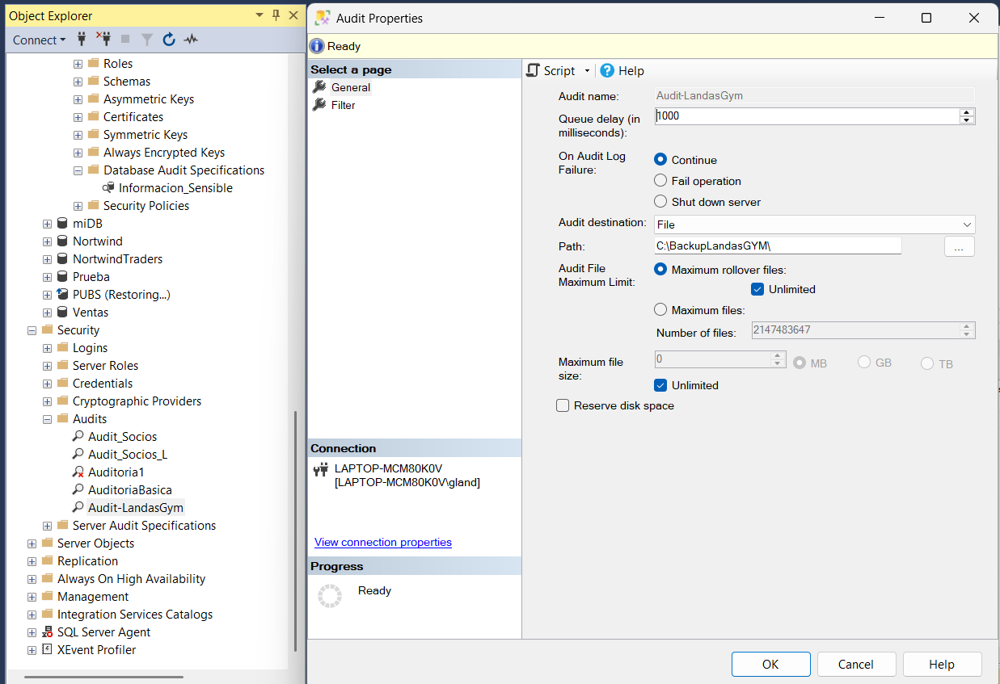 Object Explorer
Connect
Roles
Schemas
Asymmetric Keys
Certificates
Symmetric Keys
Always Encrypted Keys
Database Audit Specifications
Informacion_Sensible
Security Policies
miDB
Nortwind
NortwindTraders
Prueba
PUBS (Restoring...)
Ventas
Security
Logins
Server Roles
Credentials
Cryptographic Providers
Audits
Audit_Socios
Audit_Socios_L
Auditoria1
AuditoriaBasica
Audit-LandasGym
Server Audit Specifications
Server Objects
Replication
Always On High Availability
Management
Integration Services Catalogs
SQL Server Agent
XEvent Profiler
Audit Properties
Ready
Select a page
General
Filter
Connection
LAPTOP-MCM80K0V
[LAPTOP-MCM80K0V\gland]
View connection properties
Progress
Ready
Script
Help
Audit name: Audit-LandasGym
Queue delay (in
milliseconds): 1000
On Audit Log
Failure:
Continue
Fail operation
Shut down server
Audit destination: File
Path: C:\BackupLandasGYM\ ...
Audit File
Maximum Limit:
Maximum rollover files:
Unlimited
Maximum files:
Number of files: 2147483647
Maximum file
size: 0 MB GB TB
Unlimited
Reserve disk space
OK Cancel Help